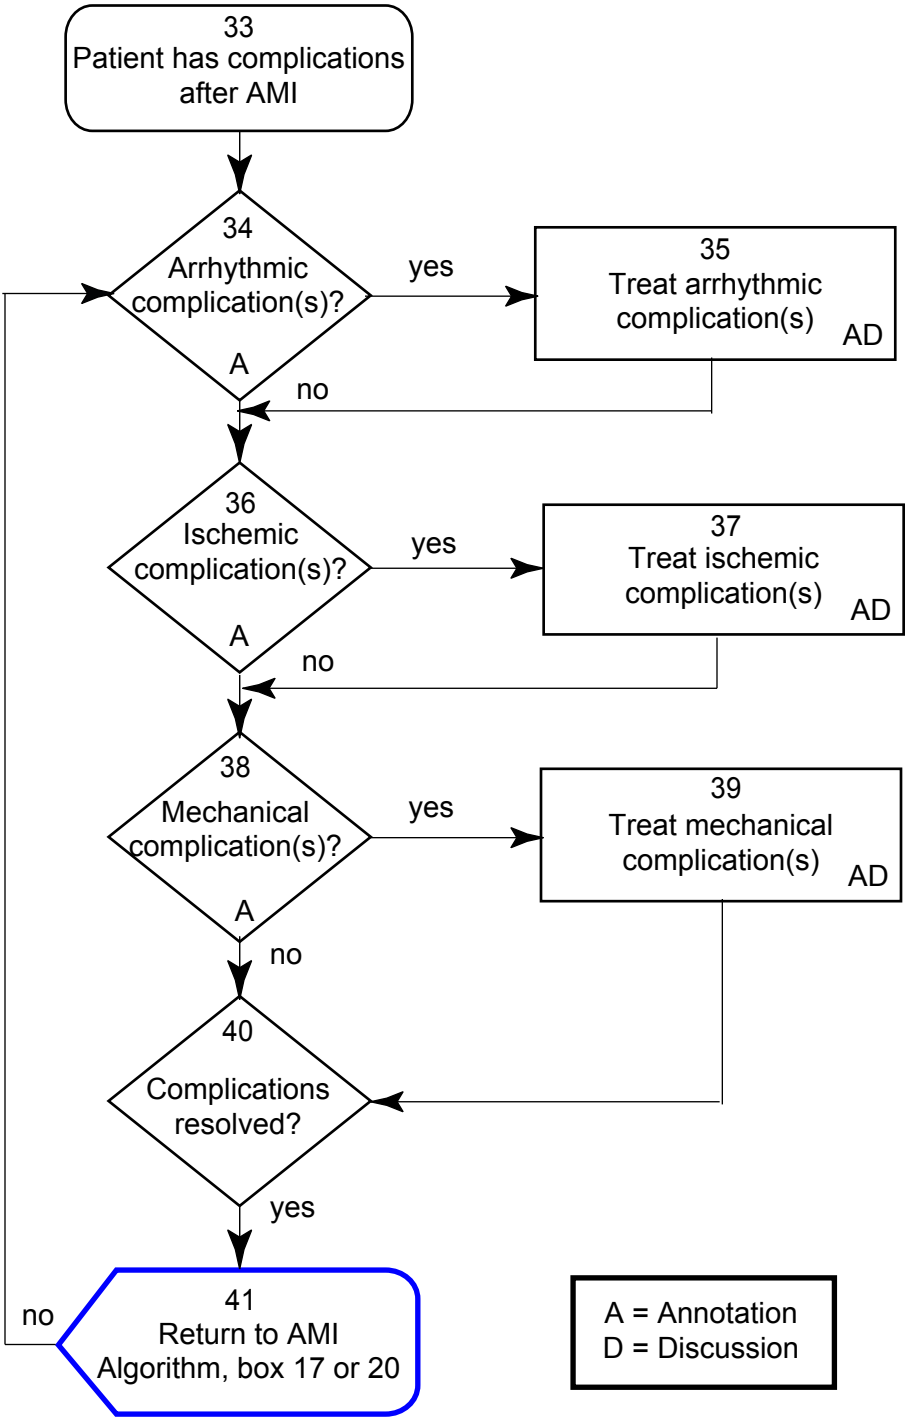 33
Patient has complications
after AMI
34
Arrhythmic
complication(s)?
A
yes
35
Treat arrhythmic
complication(s)
AD
no
36
Ischemic
complication(s)?
A
yes
37
Treat ischemic
complication(s)
AD
no
38
Mechanical
complication(s)?
A
yes
39
Treat mechanical
complication(s)
AD
no
40
Complications
resolved?
yes
no
41
Return to AMI
Algorithm, box 17 or 20
A = Annotation
D = Discussion